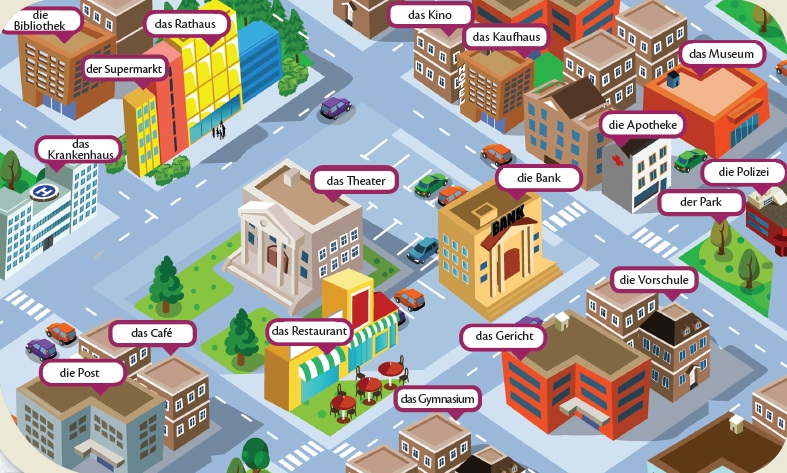 die
Bibliothek
das Rathaus
das Kino
das Kaufhaus
das Museum
der Supermarkt
die Apotheke
das
Krankenhaus
das Theater
die Bank
die Polizei
der Park
BANK
H
die Vorschule
das Café
das Restaurant
das Gericht
die Post
das Gymnasium